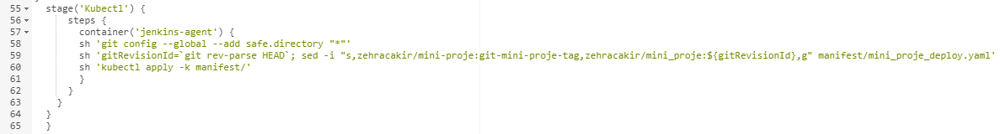 55 stage('Kubectl') {
56 steps {
57 container('jenkins-agent') {
58 sh 'git config --global --add safe.directory "*"'
59 sh 'gitRevisionId=`git rev-parse HEAD`; sed -i "s,zehracakir/mini-proje:git-mini-proje-tag,zehracakir/mini_proje:${gitRevisionId},g" manifest/mini_proje_deploy.yaml'
60 sh 'kubectl apply -k manifest/'
61 }
62 }
63 }
64 }
65 }